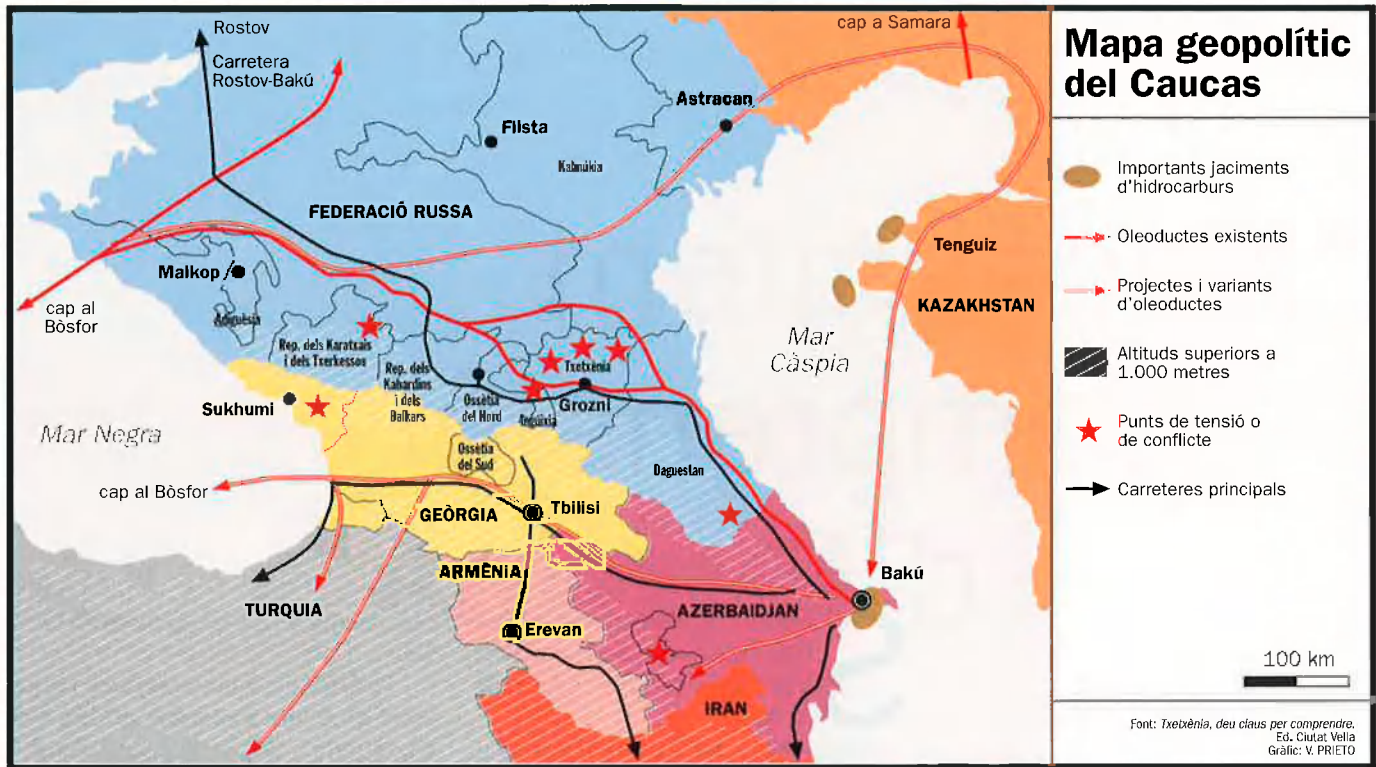 Mapa geopolític
del Caucas
Importants jaciments
d'hidrocarburs
Oleoductes existents
Projectes i variants
d'oleoductes
Altituds superiors a
1.000 metres
Punts de tensió o
de conflicte
Carreteres principals
100 km
Font: Txetxènia, deu claus per comprendre.
Ed. Ciutat Vella
Gràfic: V. PRIETO
Rostov
Carretera
Rostov-Bakú
cap a Samara
Astracan
Flista
Kalmúkia
FEDERACIÓ RUSSA
Tenguiz
KAZAKHSTAN
Maikop
cap al
Bòsfor
Adiguèsia
Rep. dels Karatxais
i dels Txerkessos
Rep. dels
Kabardins
i dels
Balkars
Ossètia
del Nord
Ingúixia
Txetxènia
Grozni
Mar
Càspia
Sukhumi
Mar Negra
Ossètia
del Sud
Daguestan
cap al Bòsfor
GEÒRGIA
Tbilisi
ARMÈNIA
Bakú
TURQUIA
AZERBAIDJAN
Erevan
IRAN